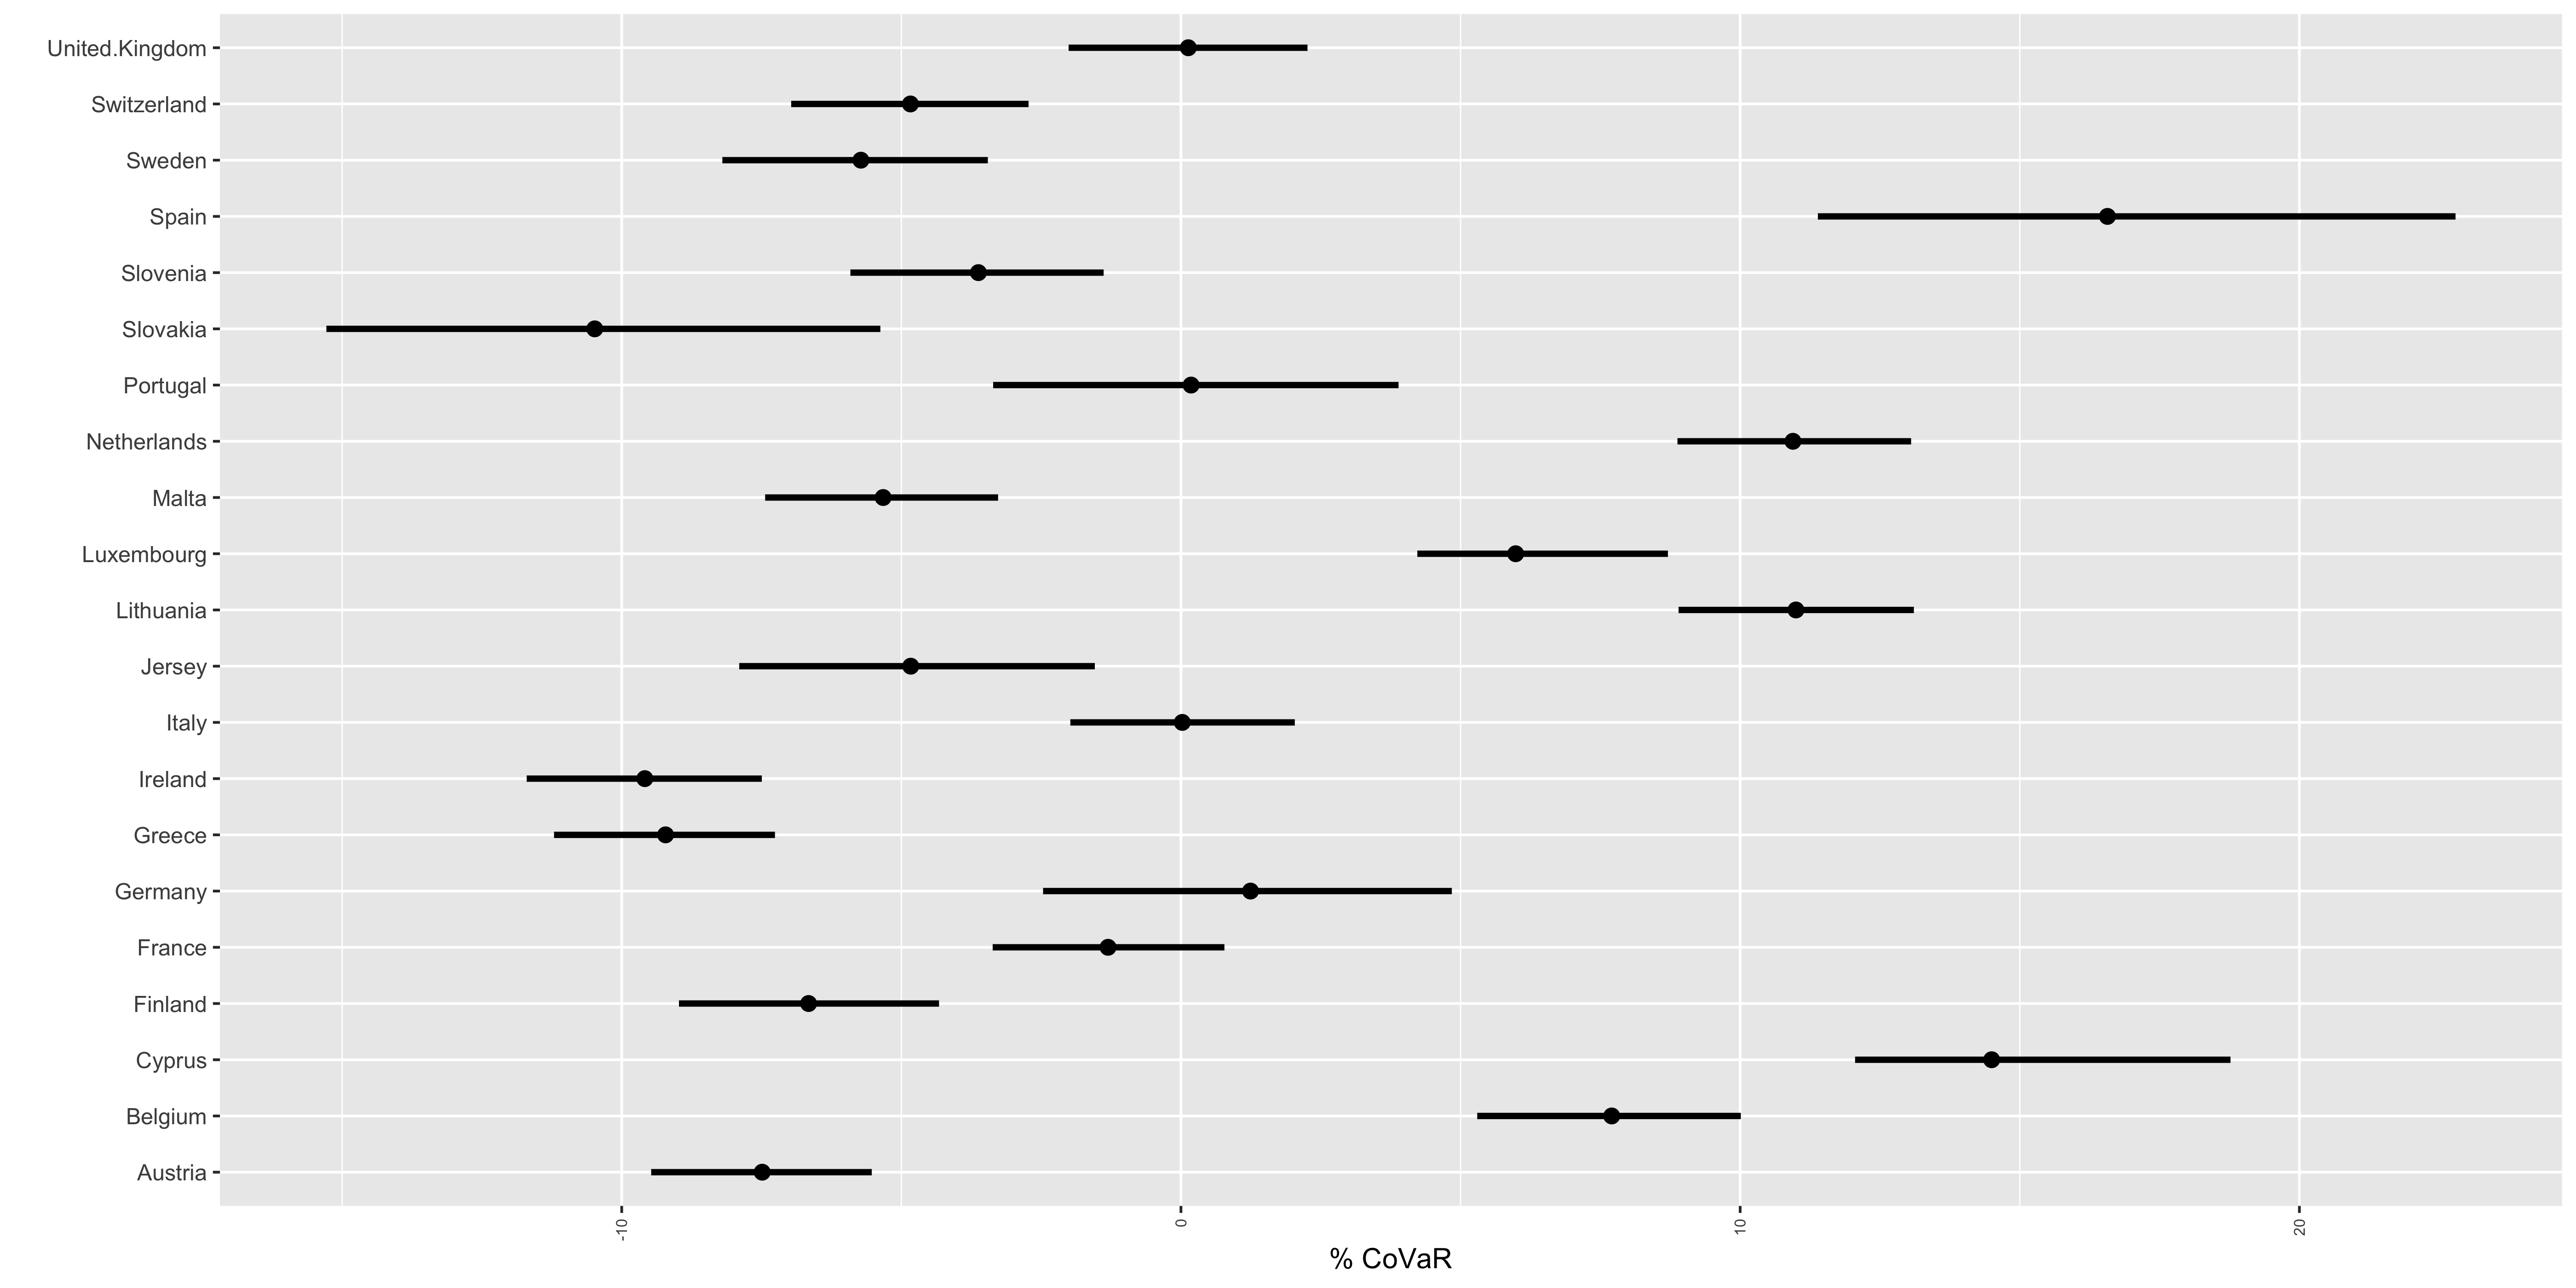 United.Kingdom
Switzerland
Sweden
Spain
Slovenia
Slovakia
Portugal
Netherlands
Malta
Luxembourg
Lithuania
Jersey
Italy
Ireland
Greece
Germany
France
Finland
Cyprus
Belgium
Austria
-10
0
10
20
% CoVaR